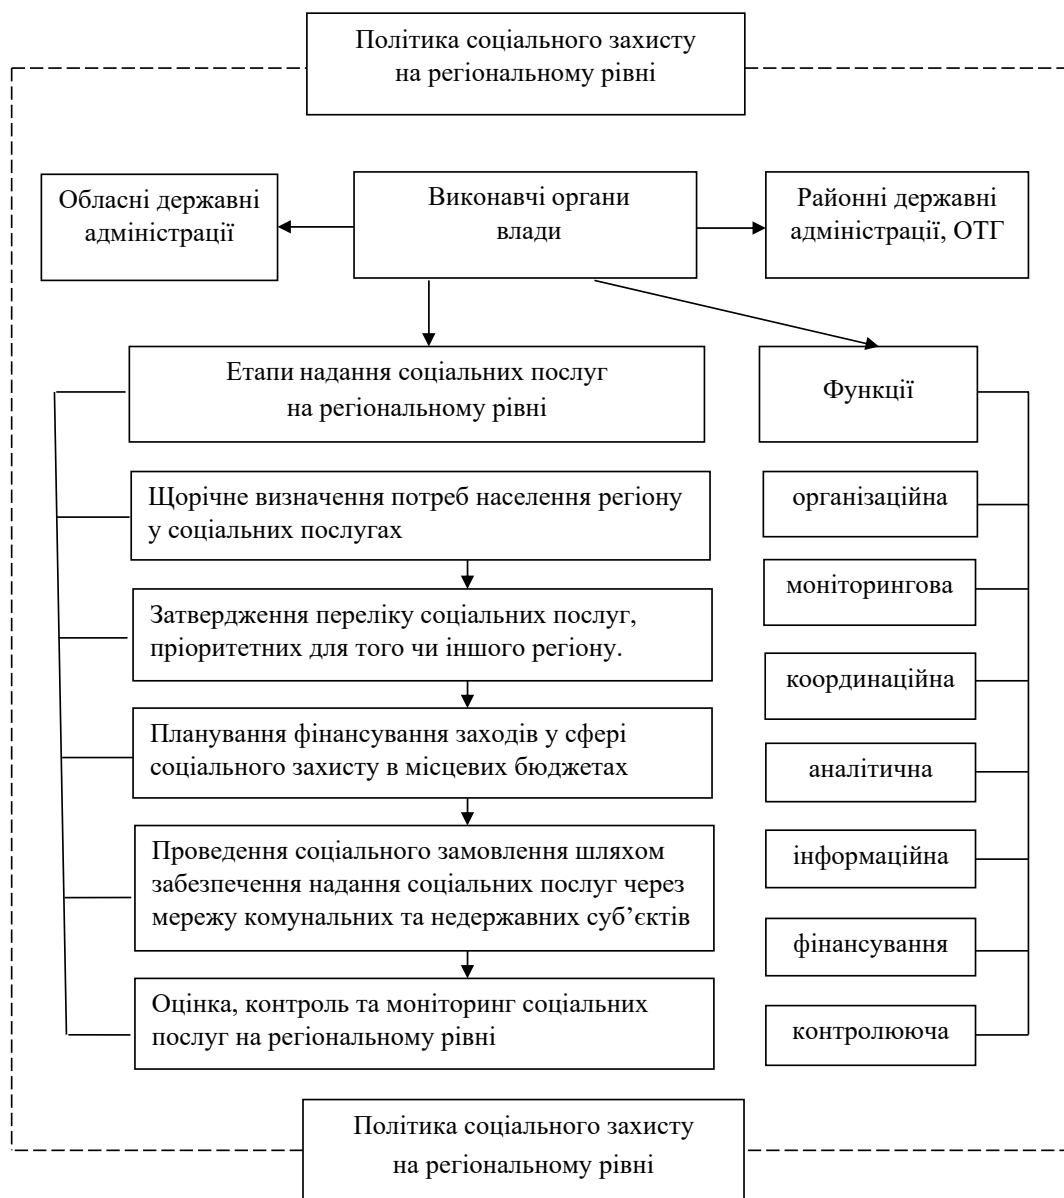 Політика соціального захисту
на регіональному рівні
Обласні державні
адміністрації
Виконавчі органи
влади
Районні державні
адміністрації, ОТГ
Етапи надання соціальних послуг
на регіональному рівні
Функції
Щорічне визначення потреб населення регіону
у соціальних послугах
Затвердження переліку соціальних послуг,
пріоритетних для того чи іншого регіону.
Планування фінансування заходів у сфері
соціального захисту в місцевих бюджетах
Проведення соціального замовлення шляхом
забезпечення надання соціальних послуг через
мережу комунальних та недержавних суб’єктів
Оцінка, контроль та моніторинг соціальних
послуг на регіональному рівні
організаційна
моніторингова
координаційна
аналітична
інформаційна
фінансування
контролююча
Політика соціального захисту
на регіональному рівні